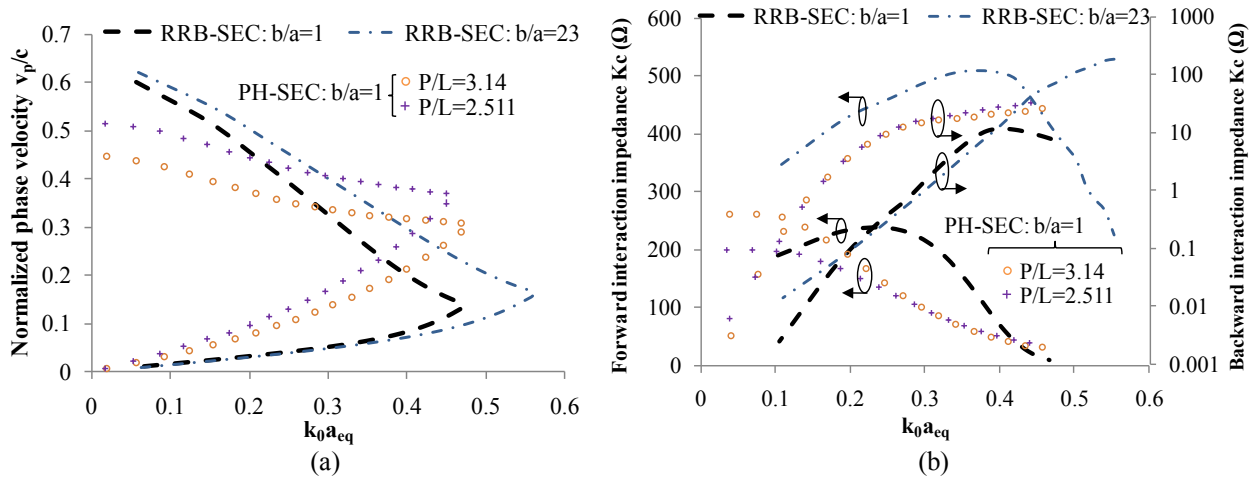 RRB-SEC: b/a=1
RRB-SEC: b/a=23
PH-SEC: b/a=1
P/L=3.14
P/L=2.511
Normalized phase velocity vp/c
0.7
0.6
0.5
0.4
0.3
0.2
0.1
0
0 0.1 0.2 0.3 0.4 0.5 0.6
k0aeq
(a)
RRB-SEC: b/a=1
RRB-SEC: b/a=23
Forward interaction impedance Kc (Ω)
600
500
400
300
200
100
0
Backward interaction impedance Kc (Ω)
1000
100
10
1
0.1
0.01
0.001
PH-SEC: b/a=1
P/L=3.14
P/L=2.511
0 0.1 0.2 0.3 0.4 0.5 0.6
k0aeq
(b)